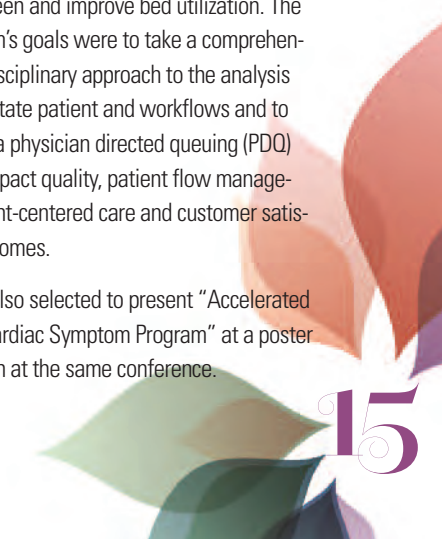 een and improve bed utilization. The
n's goals were to take a comprehen-
sciplinary approach to the analysis
tate patient and workflows and to
a physician directed queuing (PDQ)
pact quality, patient flow manage-
nt-centered care and customer satis-
omes.
lso selected to present “Accelerated
ardiac Symptom Program” at a poster
n at the same conference.
15